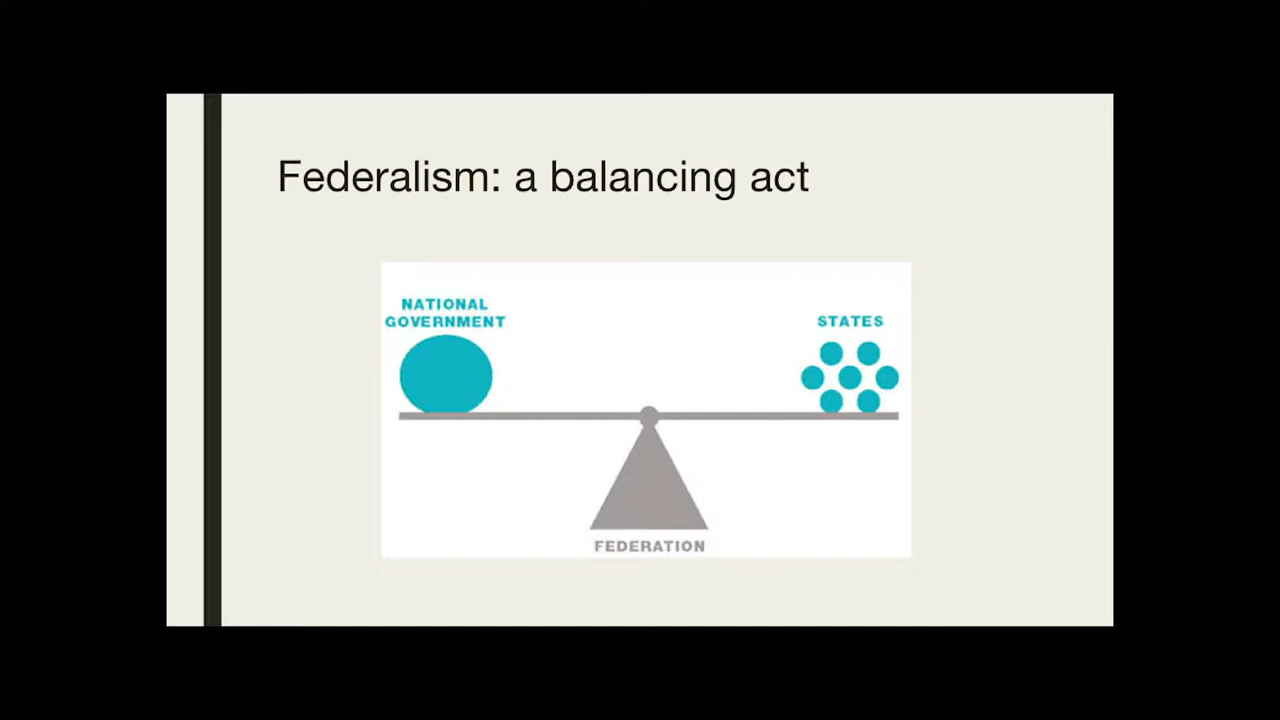 Federalism: a balancing act
NATIONAL
GOVERNMENT
STATES
FEDERATION